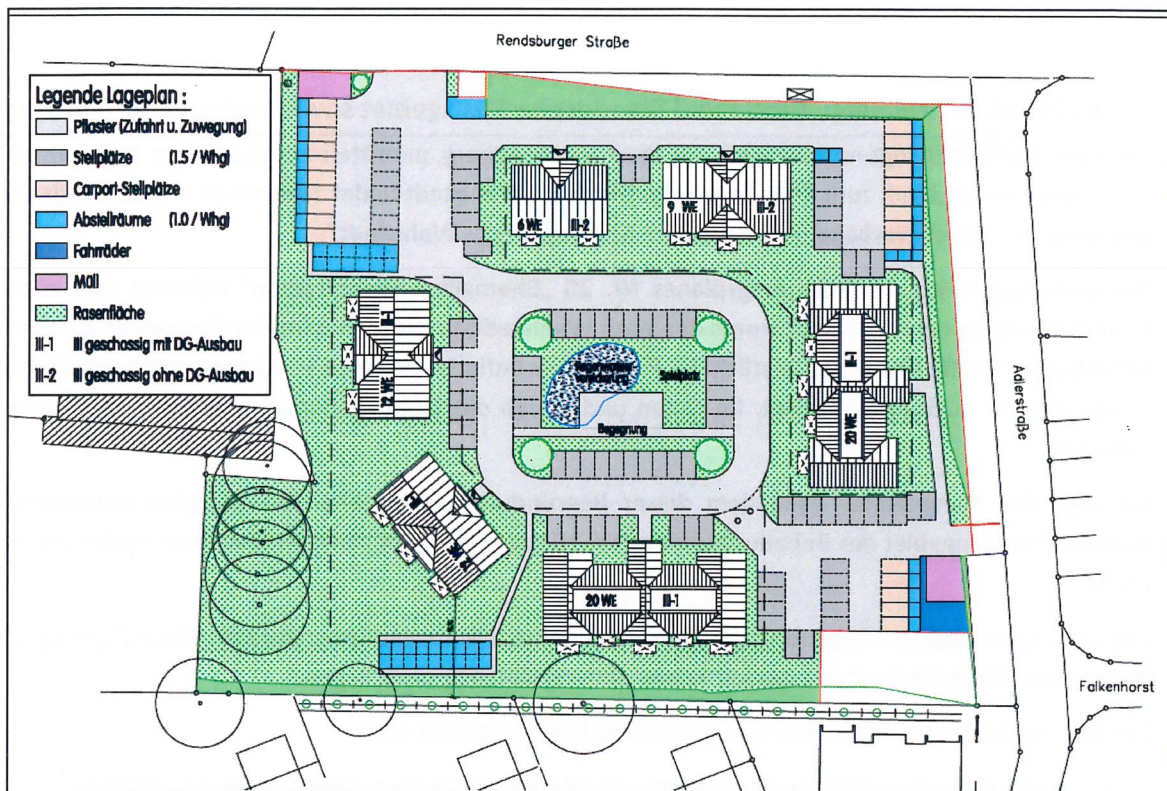 Rendsburger Straße
Legende Lageplan :
Pflaster (Zufahrt u. Zuwegung)
Stellplätze (1.5 / Whg)
Carport-Stellplätze
Abstellräume (1.0 / Whg)
Fahrräder
Müll
Rasenfläche
III-1 III geschossig mit DG-Ausbau
III-2 III geschossig ohne DG-Ausbau
6 WE III-2
9 WE III-2
12 WE III-1
Spielplatz
Begegnung
20 WE III-1
Adlerstraße
12 WE
20 WE III-1
Falkenhorst